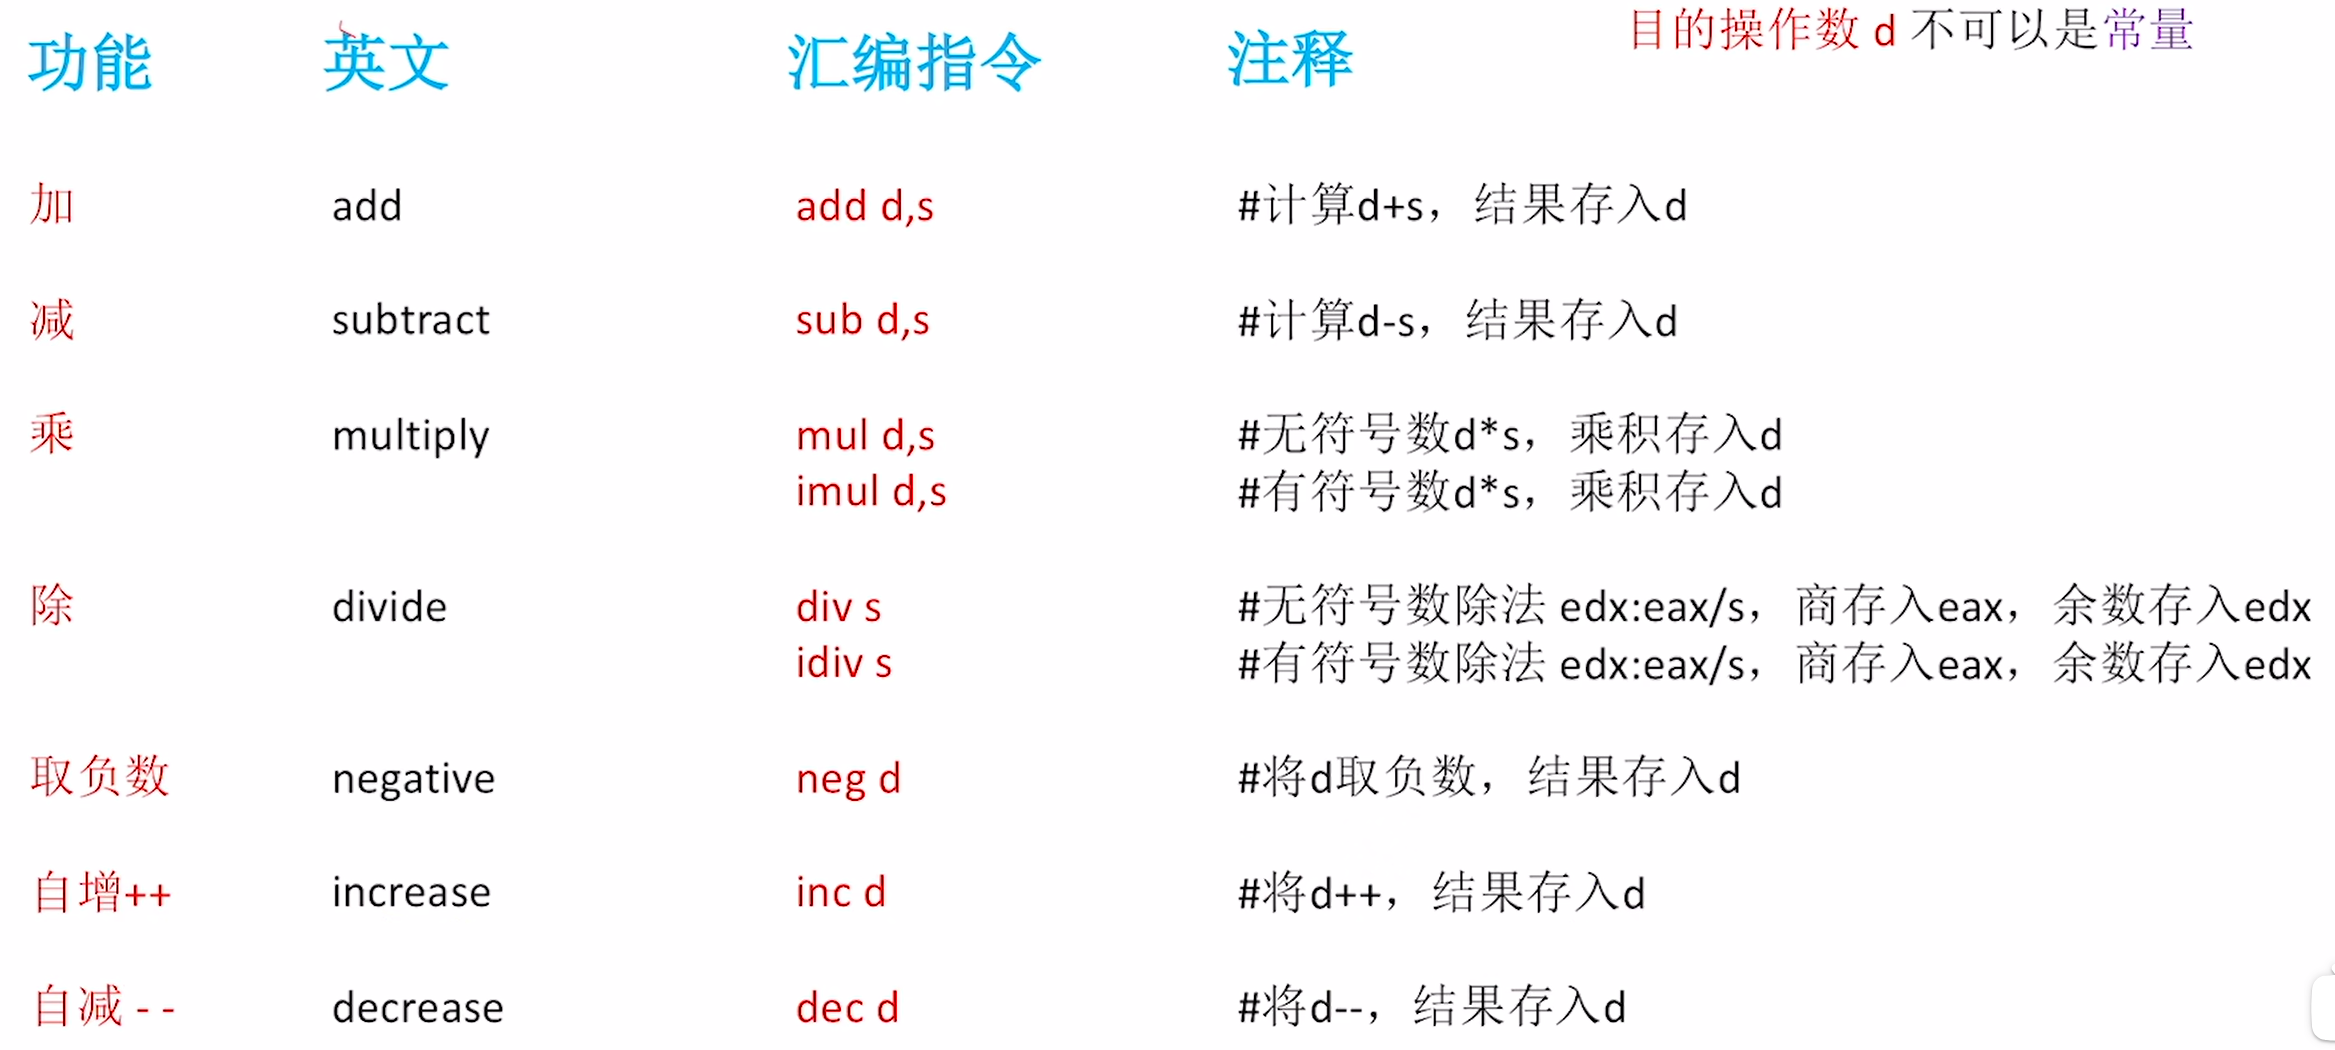 目的操作数 d 不可以是常量
功能 英文 汇编指令 注释
加 add add d,s #计算d+s，结果存入d
减 subtract sub d,s #计算d-s，结果存入d
乘 multiply mul d,s #无符号数d*s，乘积存入d
imul d,s #有符号数d*s，乘积存入d
除 divide div s #无符号数除法 edx:eax/s，商存入eax，余数存入edx
idiv s #有符号数除法 edx:eax/s，商存入eax，余数存入edx
取负数 negative neg d #将d取负数，结果存入d
自增++ increase inc d #将d++，结果存入d
自减 - - decrease dec d #将d--，结果存入d